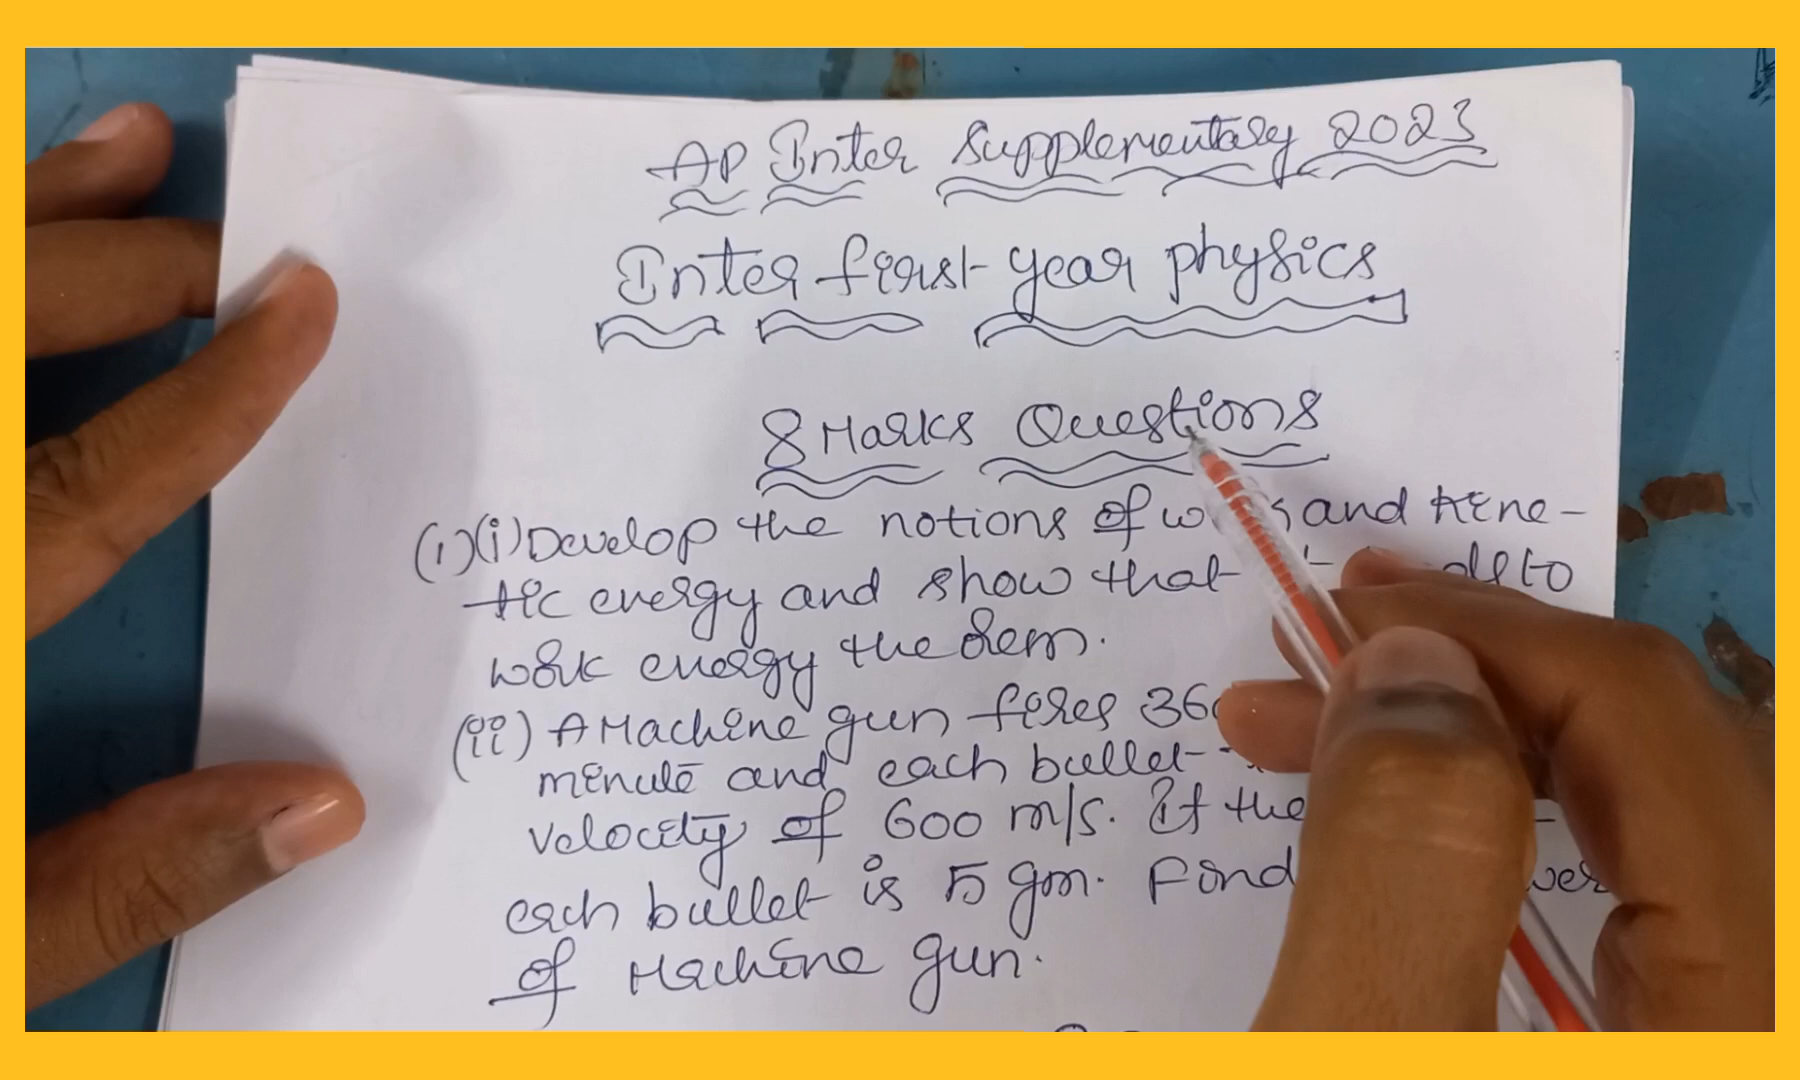 AP Inter Supplementary 2023
Inter first year physics
8 Marks Questions
(1)(i) Develop the notions of and kine-
tic energy and show that to
work energy theorem.
(ii) A Machine gun fires
minute and each bullet
velocity of 600 m/s. If the
each bullet is 5 gm. Find
of Machine gun.